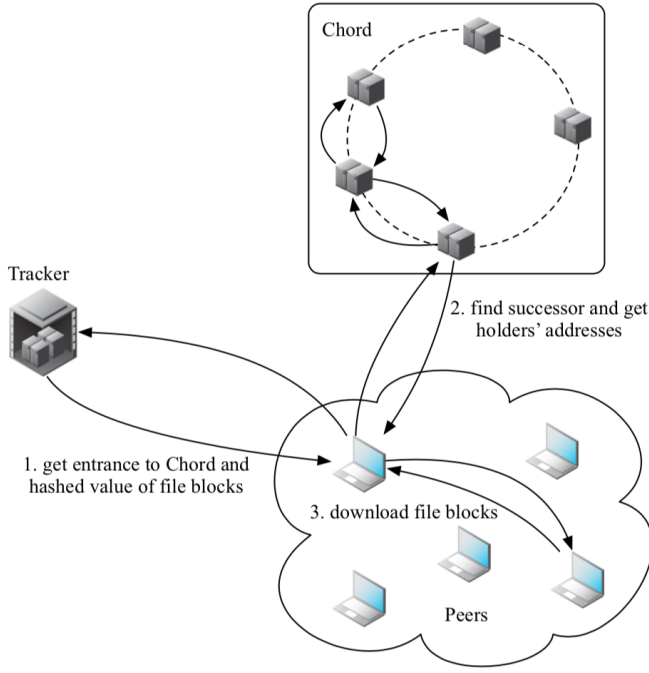 Chord
Tracker
2. find successor and get
holders' addresses
1. get entrance to Chord and
hashed value of file blocks
3. download file blocks
Peers